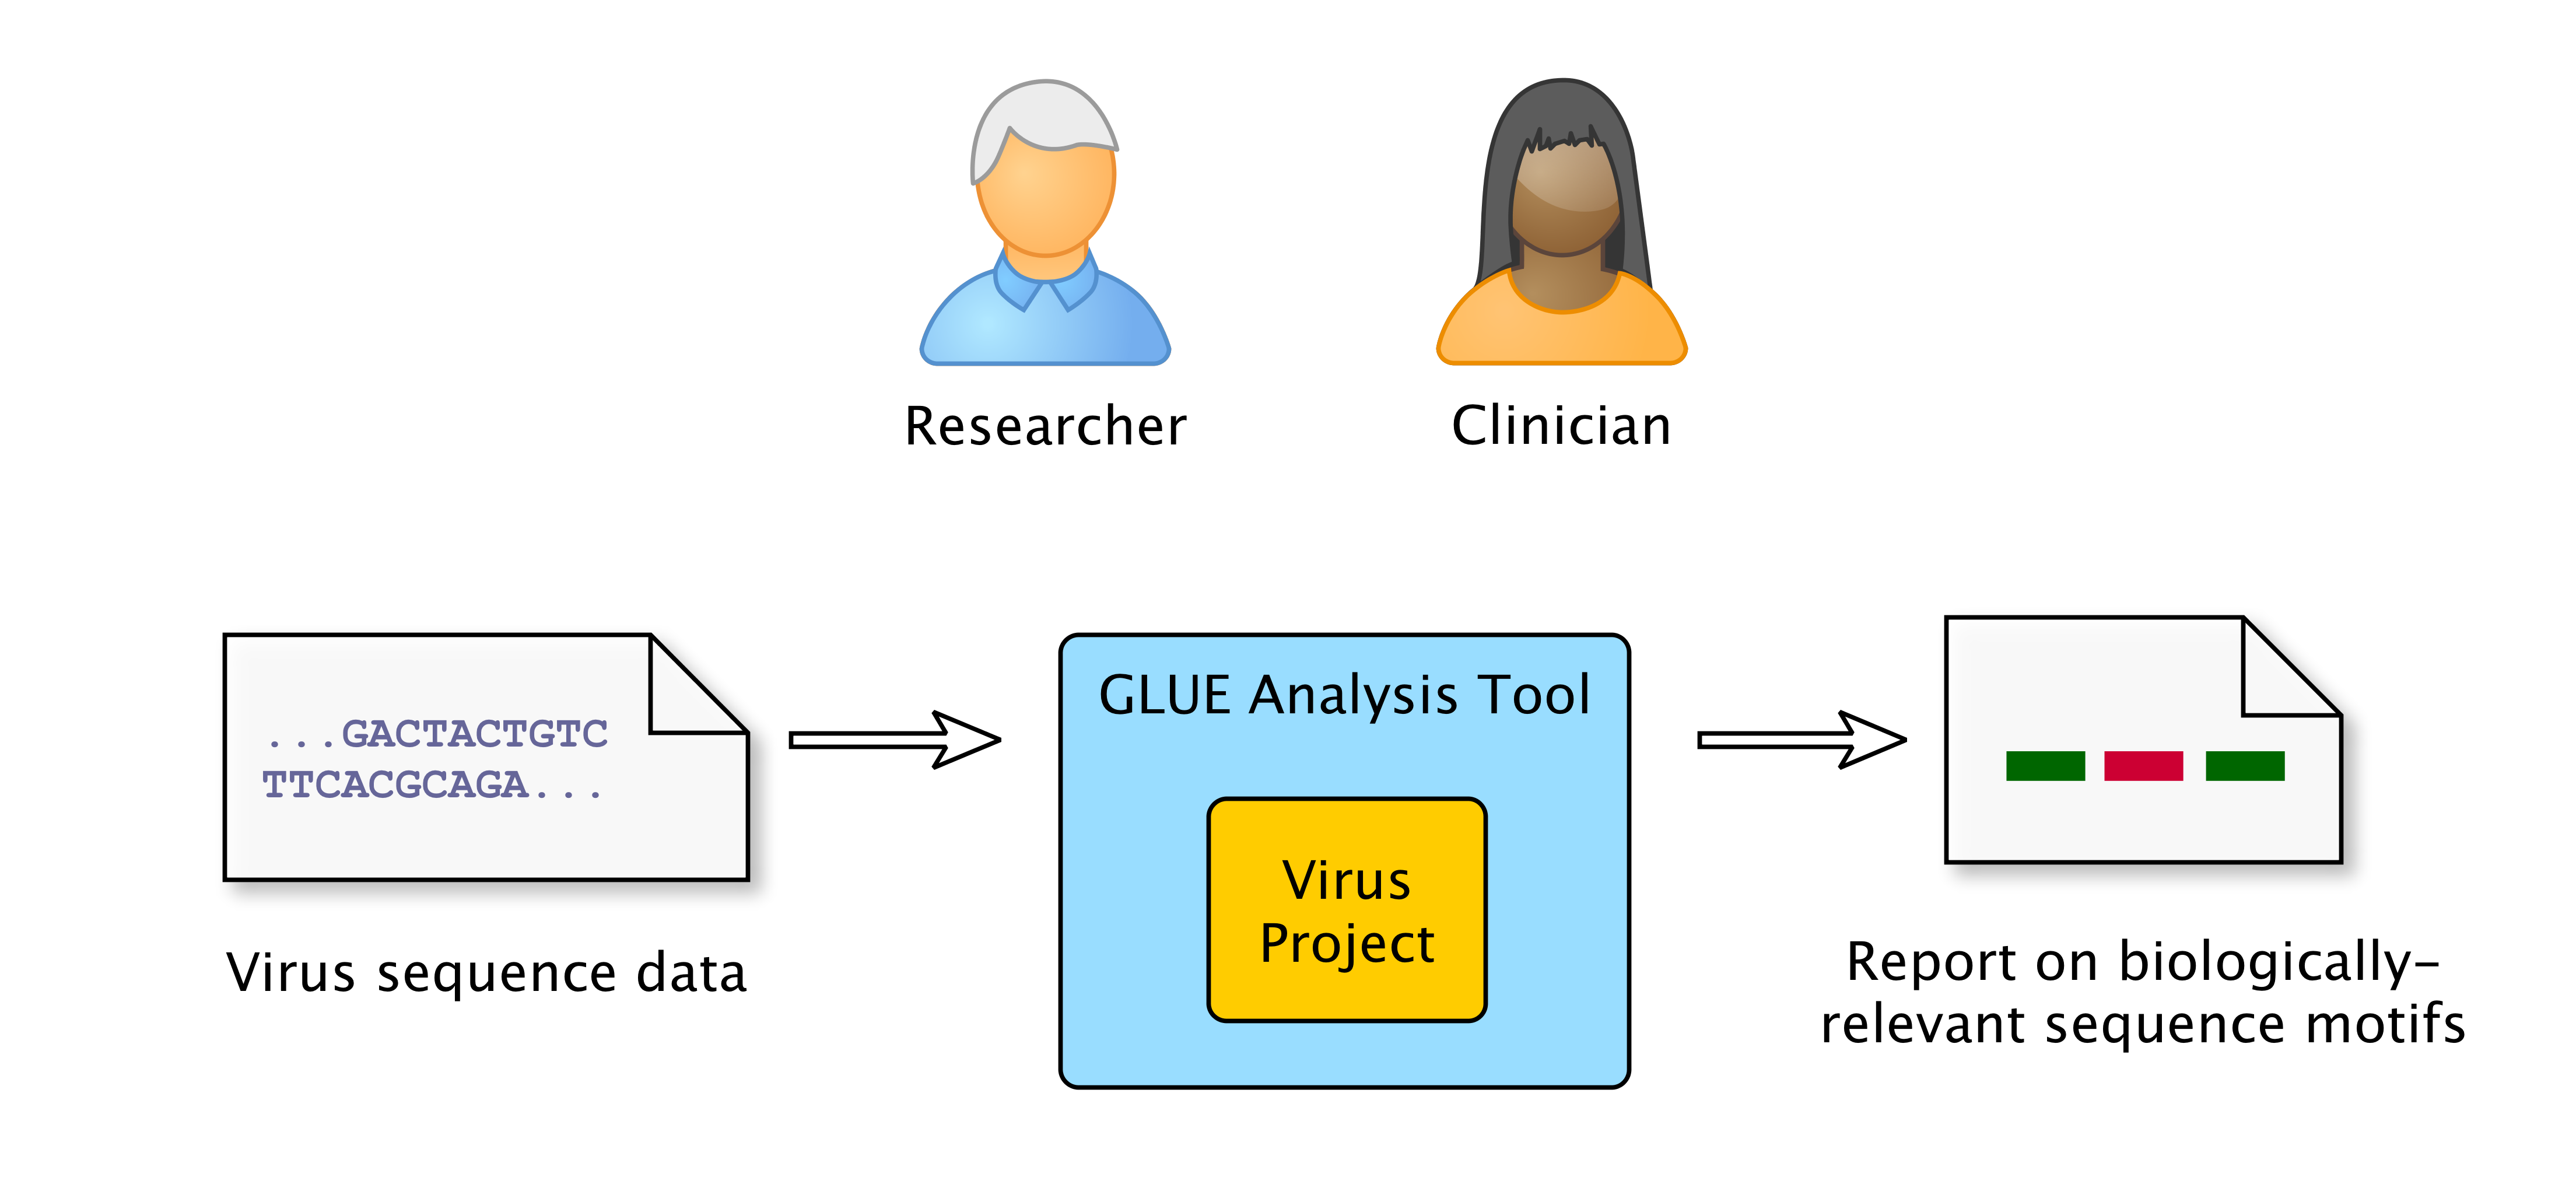 Researcher
Clinician
...GACTACTGTC
TTCACGCAGA...
Virus sequence data
GLUE Analysis Tool
Virus
Project
Report on biologically-
relevant sequence motifs